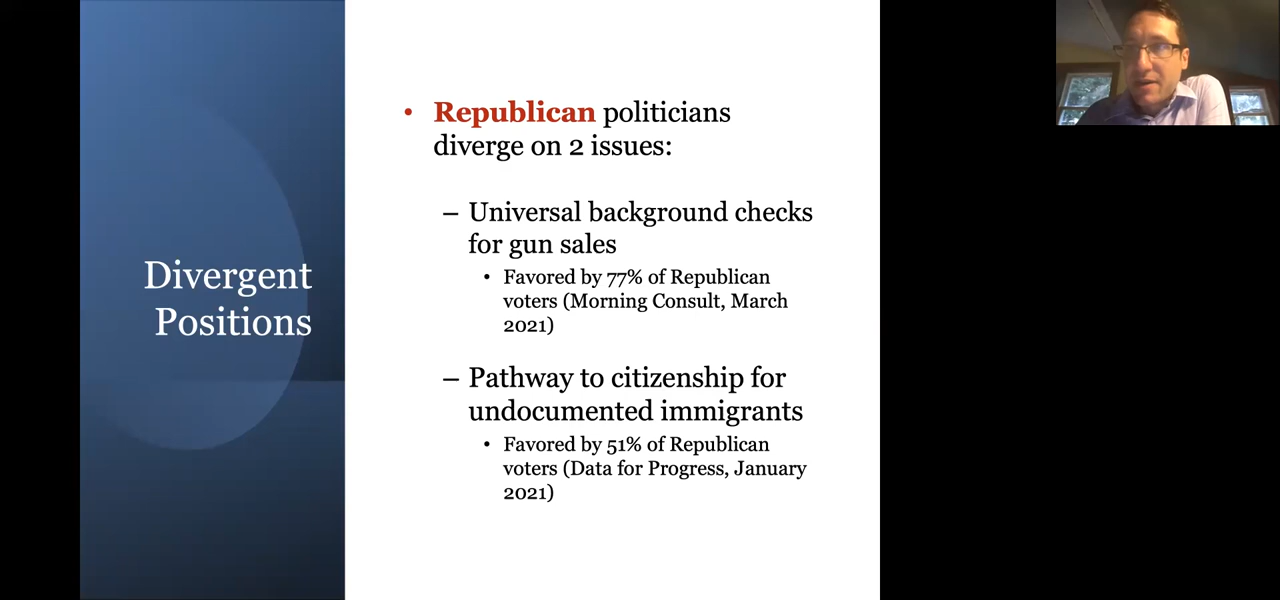 Divergent
Positions
• Republican politicians
diverge on 2 issues:
– Universal background checks
for gun sales
• Favored by 77% of Republican
voters (Morning Consult, March
2021)
– Pathway to citizenship for
undocumented immigrants
• Favored by 51% of Republican
voters (Data for Progress, January
2021)